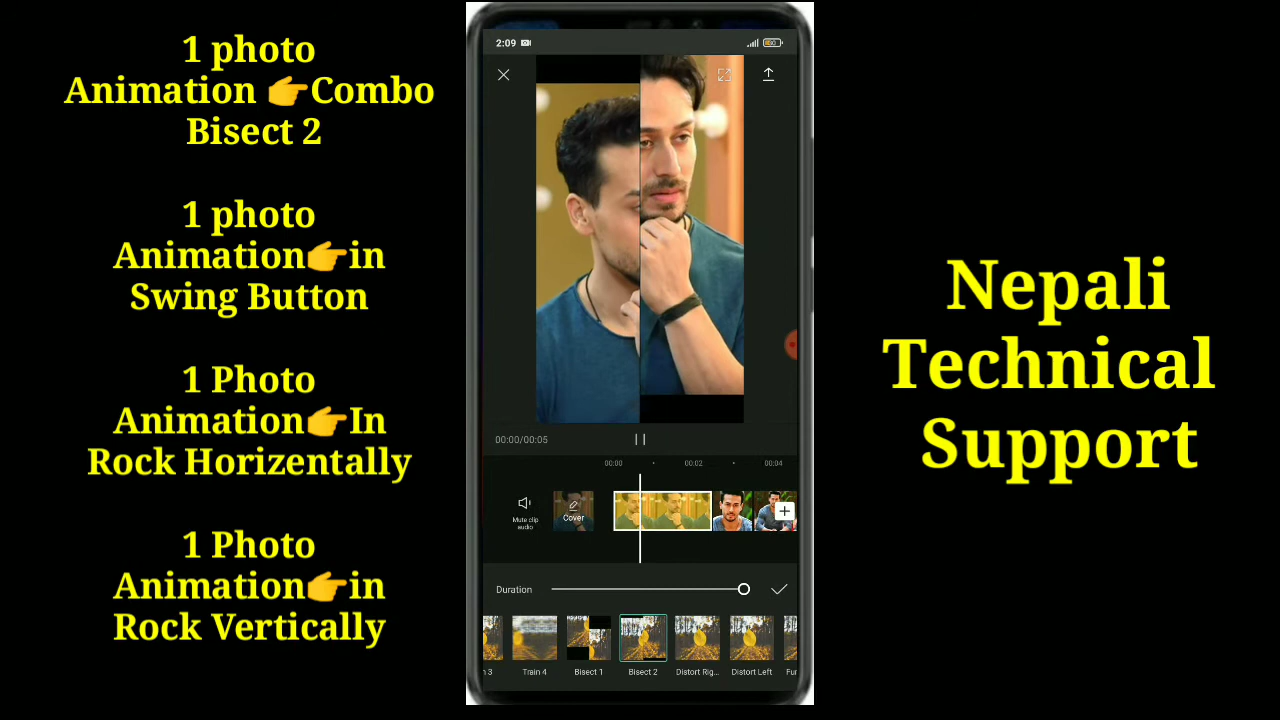 1 photo
Animation 👉Combo
Bisect 2
1 photo
Animation👉in
Swing Button
1 Photo
Animation👉In
Rock Horizentally
1 Photo
Animation👉in
Rock Vertically
2:09
00:00/00:05
00:00
00:02
00:04
Mute clip
audio
Cover
Duration
Train 4
Bisect 1
Bisect 2
Distort Rig...
Distort Left
Nepali
Technical
Support